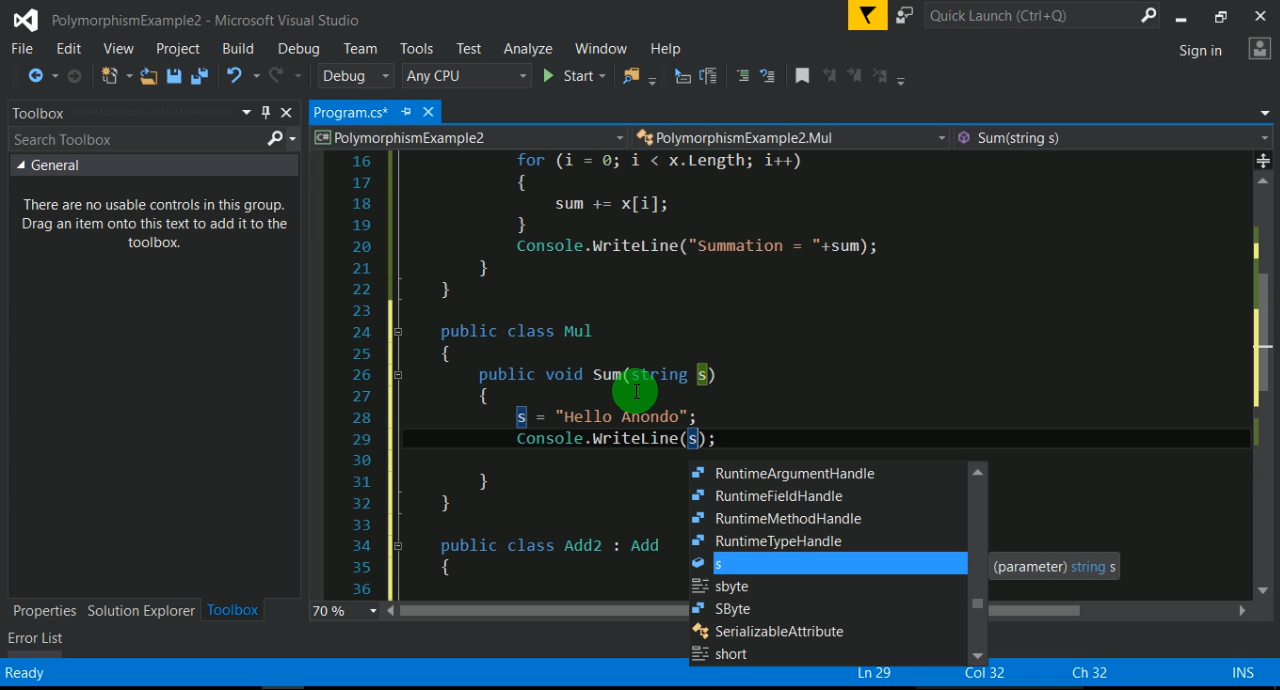 PolymorphismExample2 - Microsoft Visual Studio
Quick Launch (Ctrl+Q)
File Edit View Project Build Debug Team Tools Test Analyze Window Help
Sign in
Debug Any CPU Start
Toolbox
Program.cs*
Search Toolbox
PolymorphismExample2 PolymorphismExample2.Mul Sum(string s)
General
There are no usable controls in this group.
Drag an item onto this text to add it to the
toolbox.
16 for (i = 0; i < x.Length; i++)
17 {
18 sum += x[i];
19 }
20 Console.WriteLine("Summation = "+sum);
21 }
22 }
23
24 public class Mul
25 {
26 public void Sum(string s)
27 {
28 s = "Hello Anondo";
29 Console.WriteLine(s);
30
31 }
32 }
33
34 public class Add2 : Add
35 {
36
RuntimeArgumentHandle
RuntimeFieldHandle
RuntimeMethodHandle
RuntimeTypeHandle
s
(parameter) string s
sbyte
SByte
SerializableAttribute
short
Properties Solution Explorer Toolbox
70 %
Error List
Ready
Ln 29 Col 32 Ch 32 INS